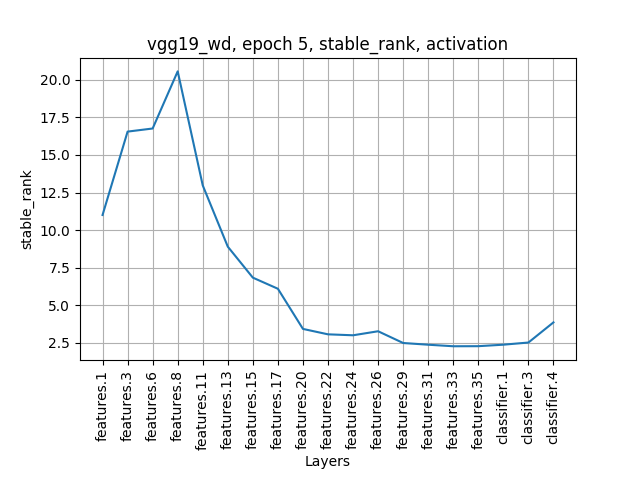 vgg19_wd, epoch 5, stable_rank, activation
stable_rank
20.0
17.5
15.0
12.5
10.0
7.5
5.0
2.5
features.1
features.3
features.6
features.8
features.11
features.13
features.15
features.17
features.20
features.22
features.24
features.26
features.29
features.31
features.33
features.35
classifier.1
classifier.3
classifier.4
Layers